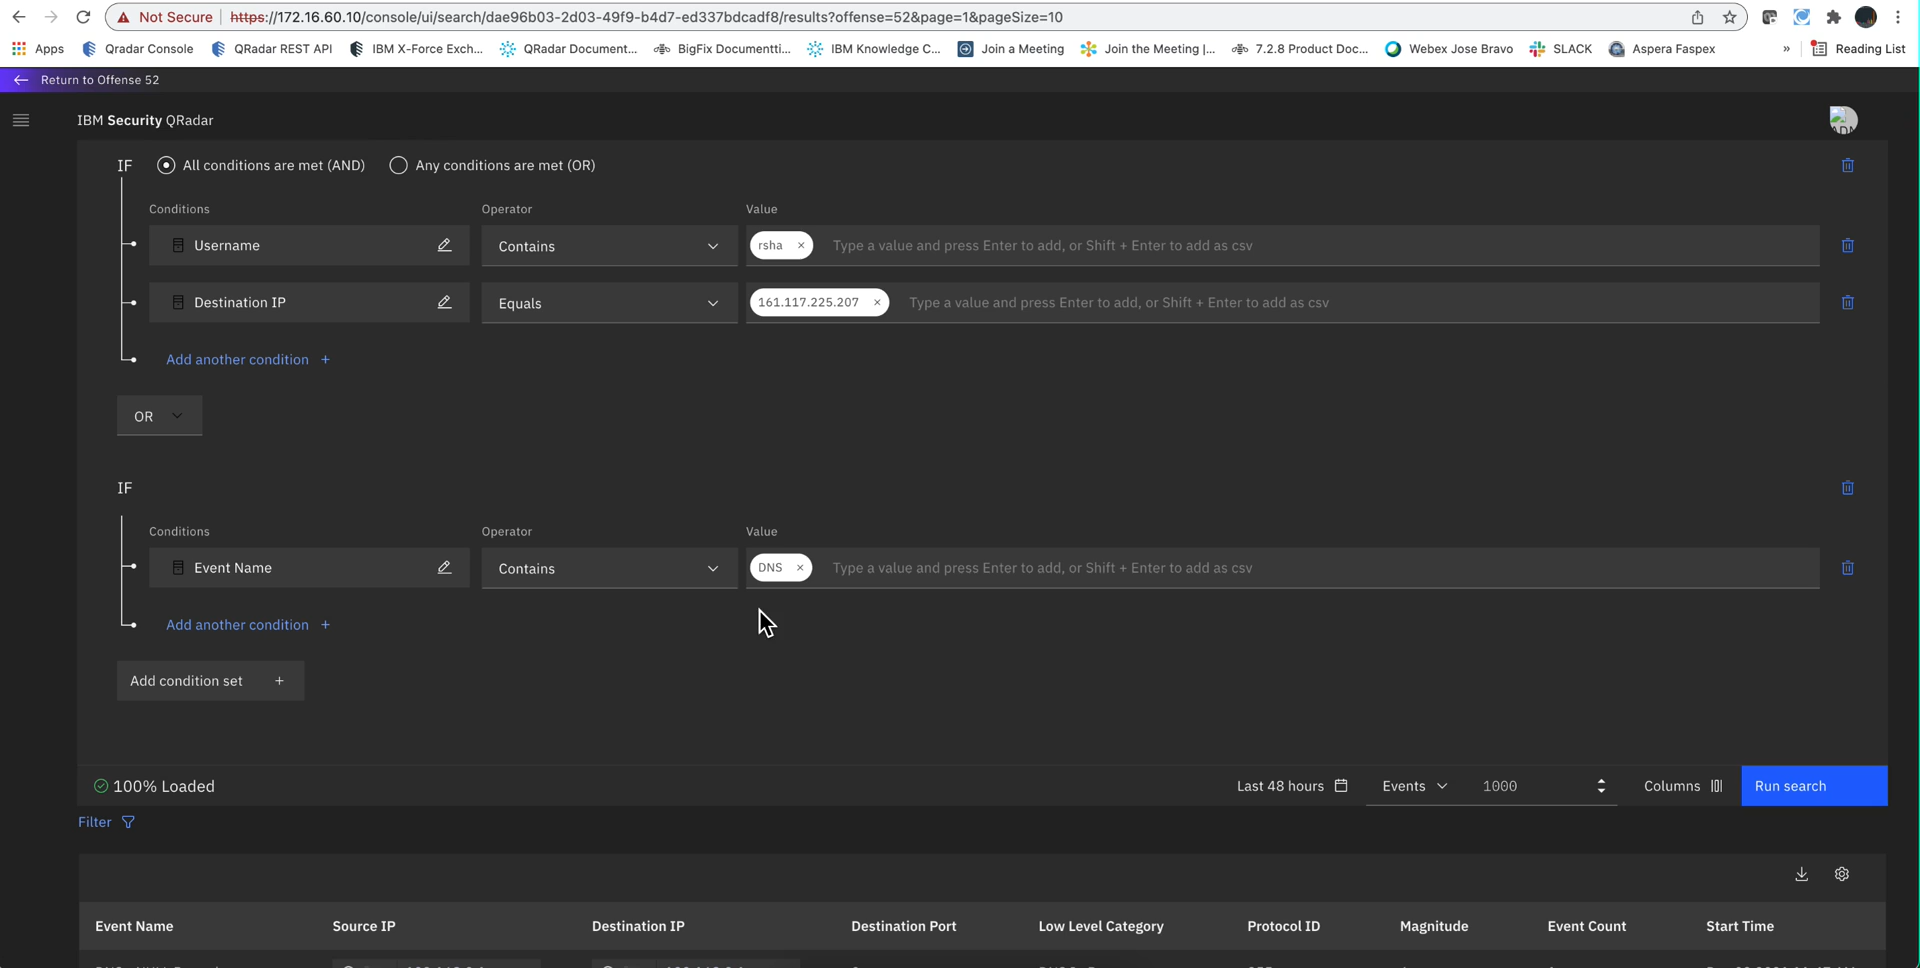 Not Secure https://172.16.60.10/console/ui/search/dae96b03-2d03-49f9-b4d7-ed337bdcadf8/results?offense=52&page=1&pageSize=10
Apps Qradar Console QRadar REST API IBM X-Force Exch... QRadar Document... BigFix Documentti... IBM Knowledge C... Join a Meeting Join the Meeting |... 7.2.8 Product Doc... Webex Jose Bravo SLACK Aspera Faspex » Reading List
Return to Offense 52
IBM Security QRadar
IF All conditions are met (AND) Any conditions are met (OR)
Conditions Operator Value
Username Contains rsha × Type a value and press Enter to add, or Shift + Enter to add as csv
Destination IP Equals 161.117.225.207 × Type a value and press Enter to add, or Shift + Enter to add as csv
Add another condition +
OR
IF
Conditions Operator Value
Event Name Contains DNS × Type a value and press Enter to add, or Shift + Enter to add as csv
Add another condition +
Add condition set +
100% Loaded Last 48 hours Events 1000 Columns Run search
Filter
Event Name Source IP Destination IP Destination Port Low Level Category Protocol ID Magnitude Event Count Start Time